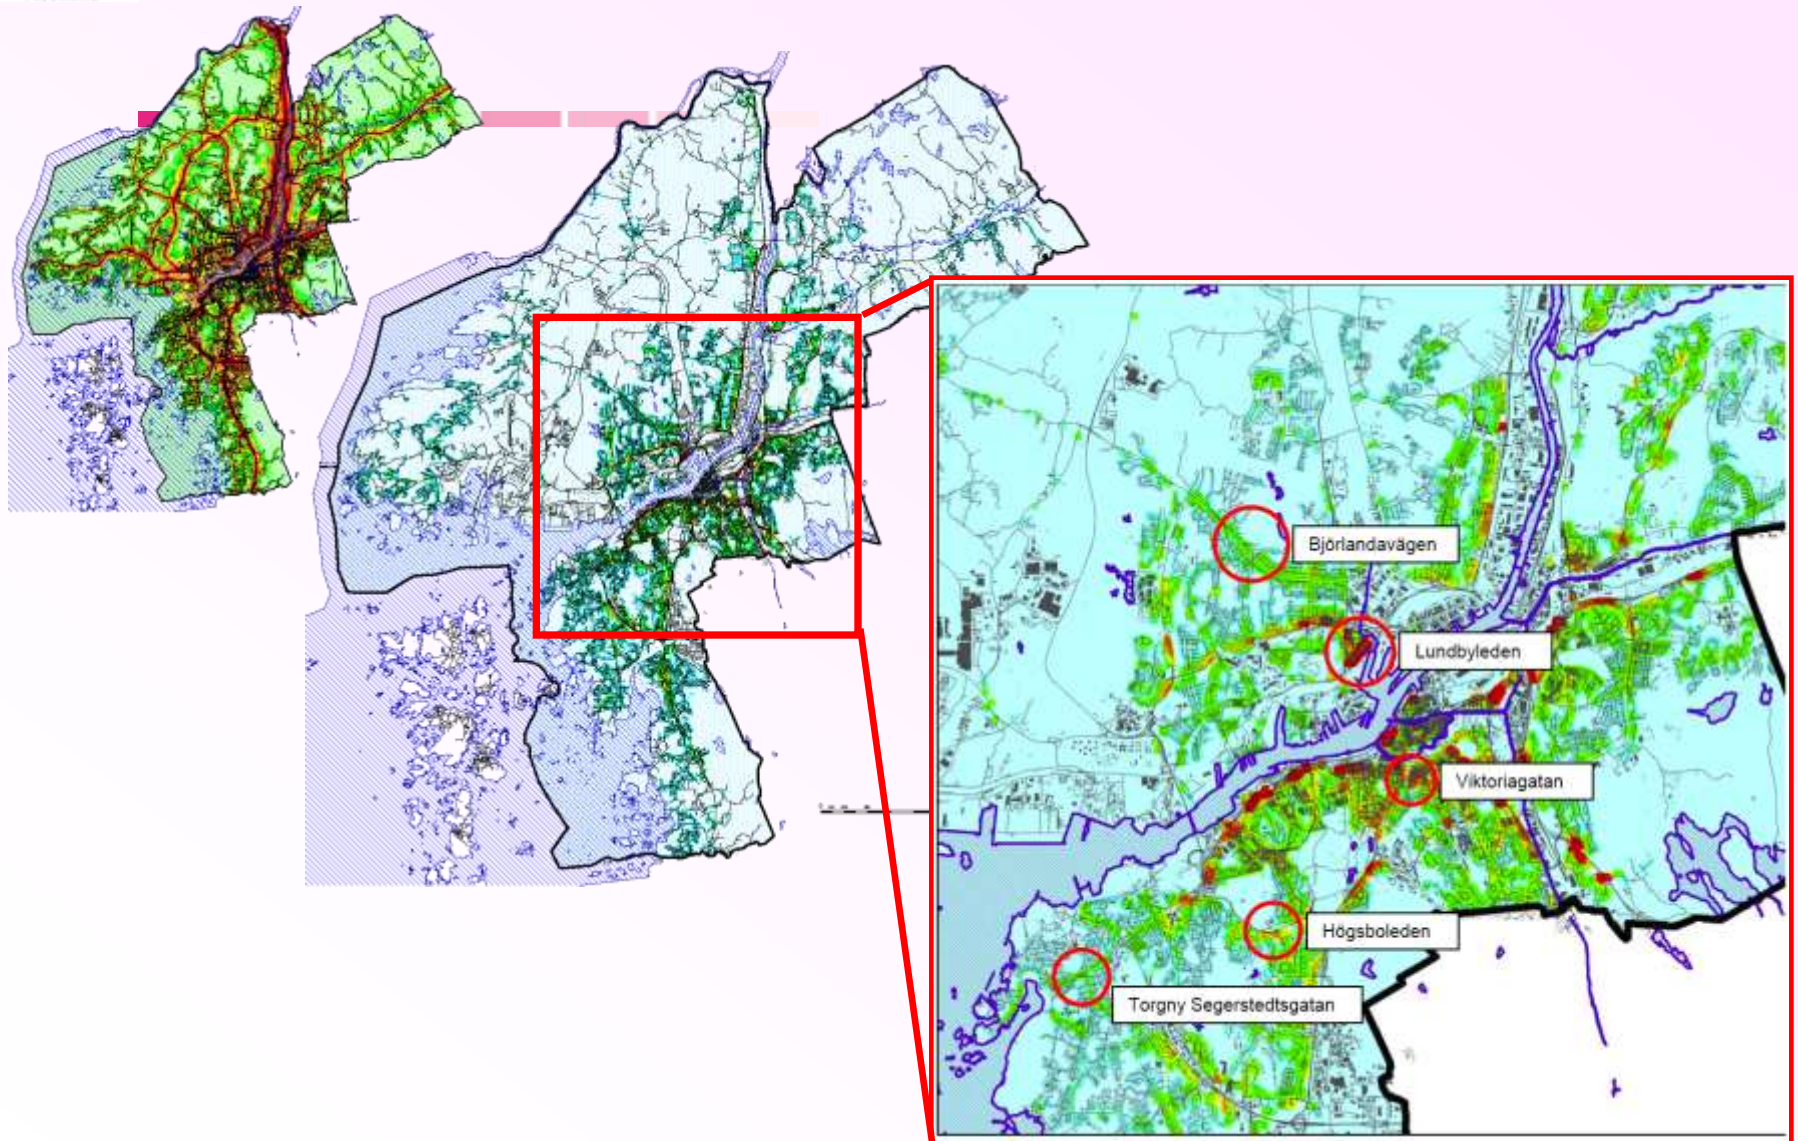 Björlandavägen
Lundbyleden
Viktoriagatan
Högsboleden
Torgny Segerstedtsgatan